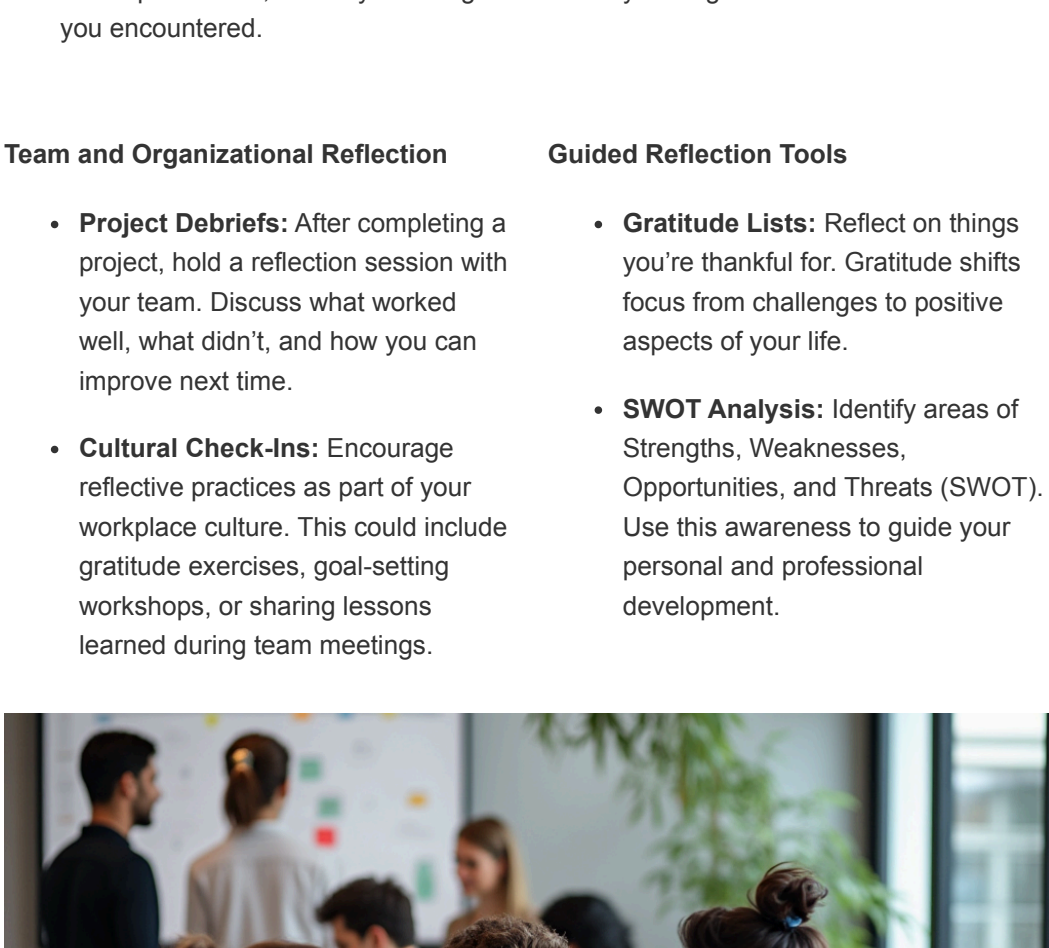 you encountered.
Team and Organizational Reflection
• Project Debriefs: After completing a
project, hold a reflection session with
your team. Discuss what worked
well, what didn’t, and how you can
improve next time.
• Cultural Check-Ins: Encourage
reflective practices as part of your
workplace culture. This could include
gratitude exercises, goal-setting
workshops, or sharing lessons
learned during team meetings.
Guided Reflection Tools
• Gratitude Lists: Reflect on things
you’re thankful for. Gratitude shifts
focus from challenges to positive
aspects of your life.
• SWOT Analysis: Identify areas of
Strengths, Weaknesses,
Opportunities, and Threats (SWOT).
Use this awareness to guide your
personal and professional
development.